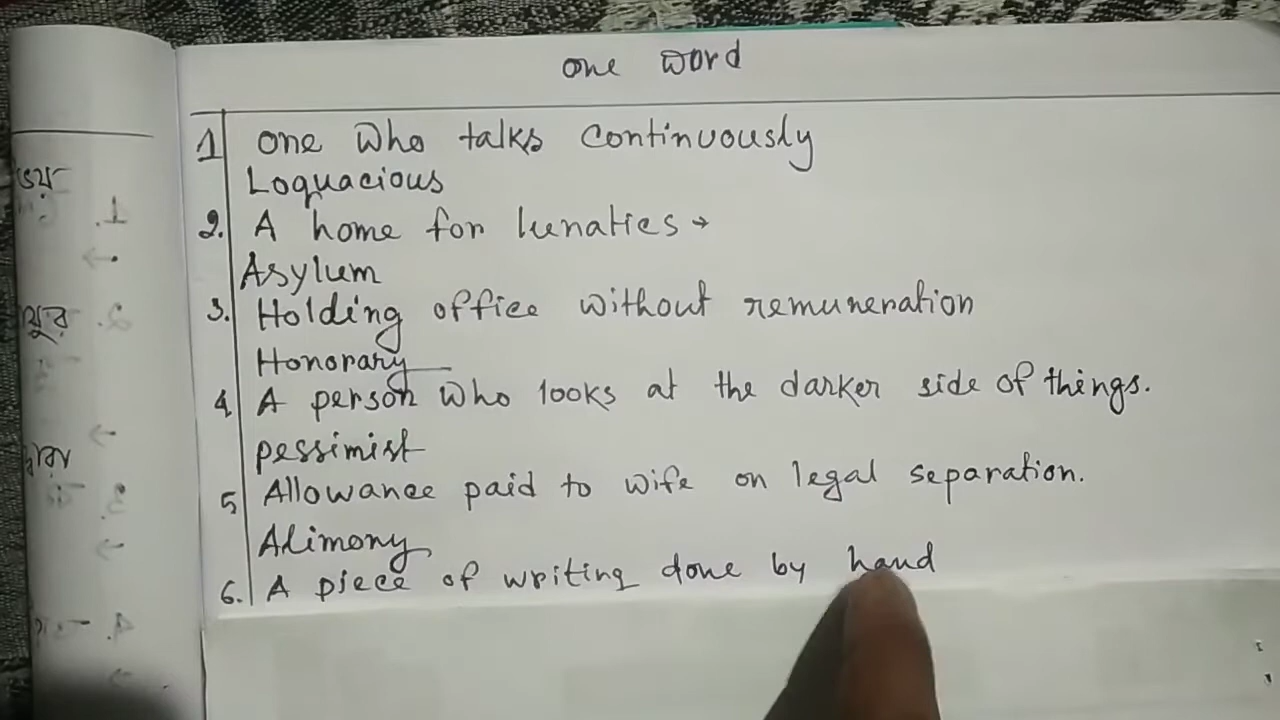 one word
1 one who talks continuously
Loquacious
2. A home for lunatics →
Asylum
3. Holding office without remuneration
Honorary
4 A person who looks at the darker side of things.
pessimist
5 Allowance paid to wife on legal separation.
Alimony
6. A piece of writing done by hand